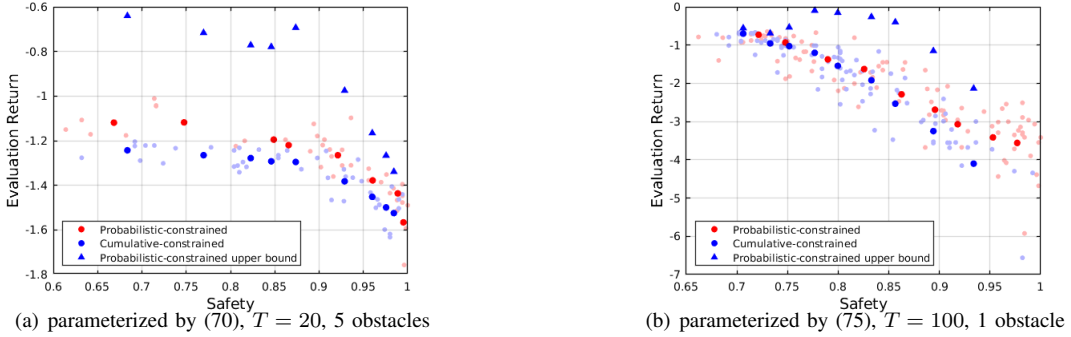 -0.6
-0.8
-1
-1.2
-1.4
-1.6
-1.8
Evaluation Return
Probabilistic-constrained
Cumulative-constrained
Probabilistic-constrained upper bound
0.6 0.65 0.7 0.75 0.8 0.85 0.9 0.95 1
Safety
(a) parameterized by (70), T = 20, 5 obstacles
0
-1
-2
-3
-4
-5
-6
-7
Evaluation Return
Probabilistic-constrained
Cumulative-constrained
Probabilistic-constrained upper bound
0.65 0.7 0.75 0.8 0.85 0.9 0.95 1
Safety
(b) parameterized by (75), T = 100, 1 obstacle